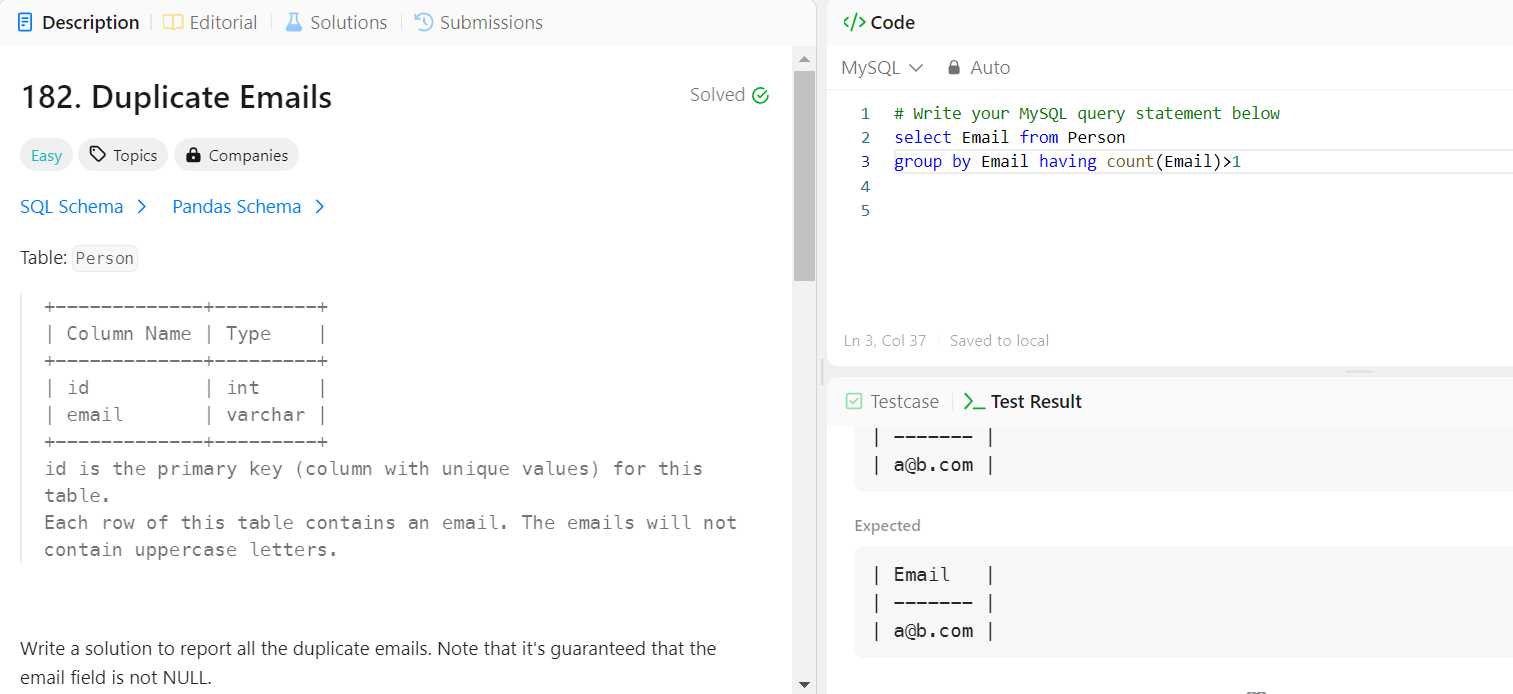 Description Editorial Solutions Submissions
182. Duplicate Emails
Solved
Easy Topics Companies
SQL Schema Pandas Schema
Table: Person
+-------------+---------+
| Column Name | Type    |
+-------------+---------+
| id          | int     |
| email       | varchar |
+-------------+---------+
id is the primary key (column with unique values) for this
table.
Each row of this table contains an email. The emails will not
contain uppercase letters.
Write a solution to report all the duplicate emails. Note that it's guaranteed that the
email field is not NULL.
</> Code
MySQL Auto
1 # Write your MySQL query statement below
2 select Email from Person
3 group by Email having count(Email)>1
4
5
Ln 3, Col 37 Saved to local
Testcase >_ Test Result
| ------- |
| a@b.com |
Expected
| Email   |
| ------- |
| a@b.com |